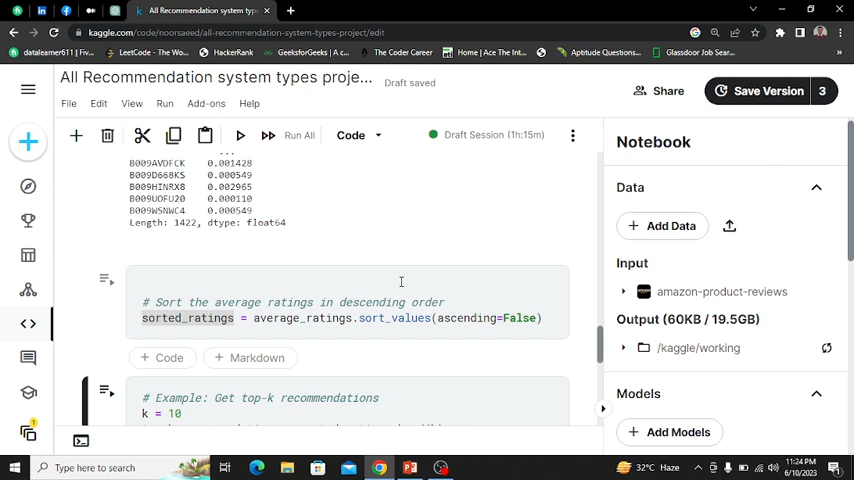 All Recommendation system type
kaggle.com/kaggle/noorsaeed/all-recommendation-system-types-project/edit
datalearner611 | Fiv...
LeetCode - The Wo...
HackerRank
GeeksforGeeks | A c...
The Coder Career
Home | Ace The Int...
Aptitude Questions...
Glassdoor Job Sear...
»
All Recommendation system types proje...
Draft saved
File Edit View Run Add-ons Help
Share
Save Version
3
Run All
Code
Draft Session (1h:15m)
Notebook
B009AVDFCK 0.001428
B009D668KS 0.000549
B009HINRX8 0.002965
B009UOFU20 0.000110
B009WSNWC4 0.000549
Length: 1422, dtype: float64
Data
+ Add Data
Input
amazon-product-reviews
Output (60KB / 19.5GB)
/kaggle/working
Models
+ Add Models
# Sort the average ratings in descending order
sorted_ratings = average_ratings.sort_values(ascending=False)
+ Code
+ Markdown
# Example: Get top-k recommendations
k = 10
Type here to search
32°C Haze
11:24 PM
6/10/2023